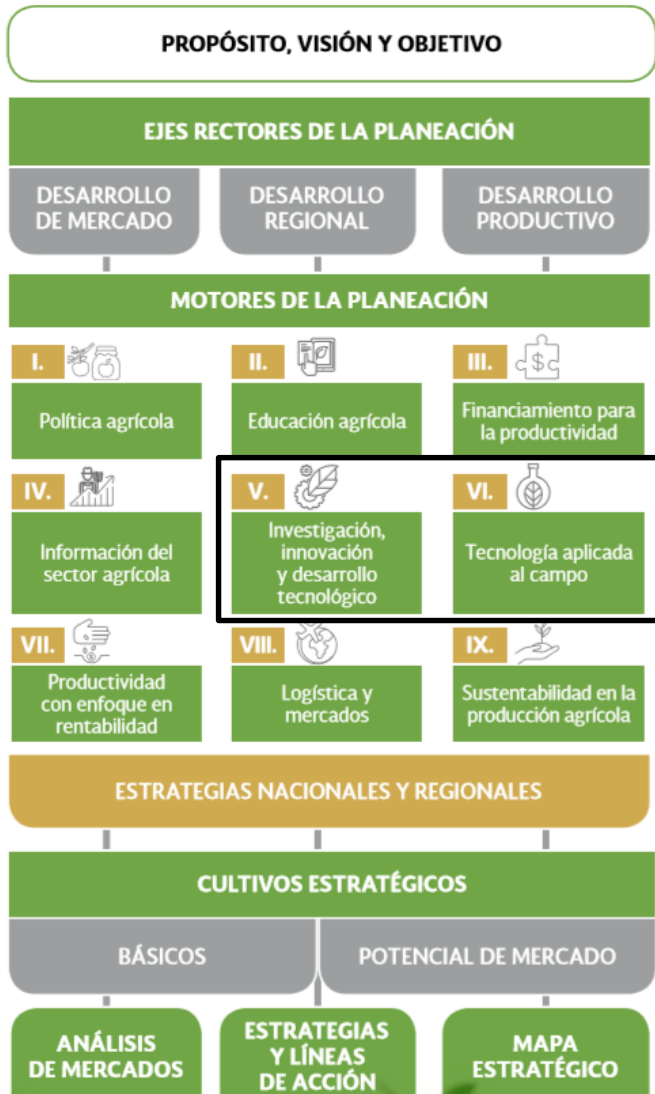 PROPÓSITO, VISIÓN Y OBJETIVO
EJES RECTORES DE LA PLANEACIÓN
DESARROLLO
DE MERCADO
DESARROLLO
REGIONAL
DESARROLLO
PRODUCTIVO
MOTORES DE LA PLANEACIÓN
I.
Política agrícola
II.
Educación agrícola
III.
$
Financiamiento para
la productividad
IV.
Información del
sector agrícola
V.
Investigación,
innovación
y desarrollo
tecnológico
VI.
Tecnología aplicada
al campo
VII.
Productividad
con enfoque en
rentabilidad
VIII.
Logística y
mercados
IX.
Sustentabilidad en la
producción agrícola
ESTRATEGIAS NACIONALES Y REGIONALES
CULTIVOS ESTRATÉGICOS
BÁSICOS
POTENCIAL DE MERCADO
ANÁLISIS
DE MERCADOS
ESTRATEGIAS
Y LÍNEAS
DE ACCIÓN
MAPA
ESTRATÉGICO